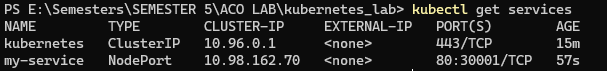 PS E:\Semesters\SEMESTER 5\ACO LAB\kubernetes_lab> kubectl get services
NAME         TYPE        CLUSTER-IP      EXTERNAL-IP   PORT(S)        AGE
kubernetes   ClusterIP   10.96.0.1       <none>        443/TCP        15m
my-service   NodePort    10.98.162.70    <none>        80:30001/TCP   57s